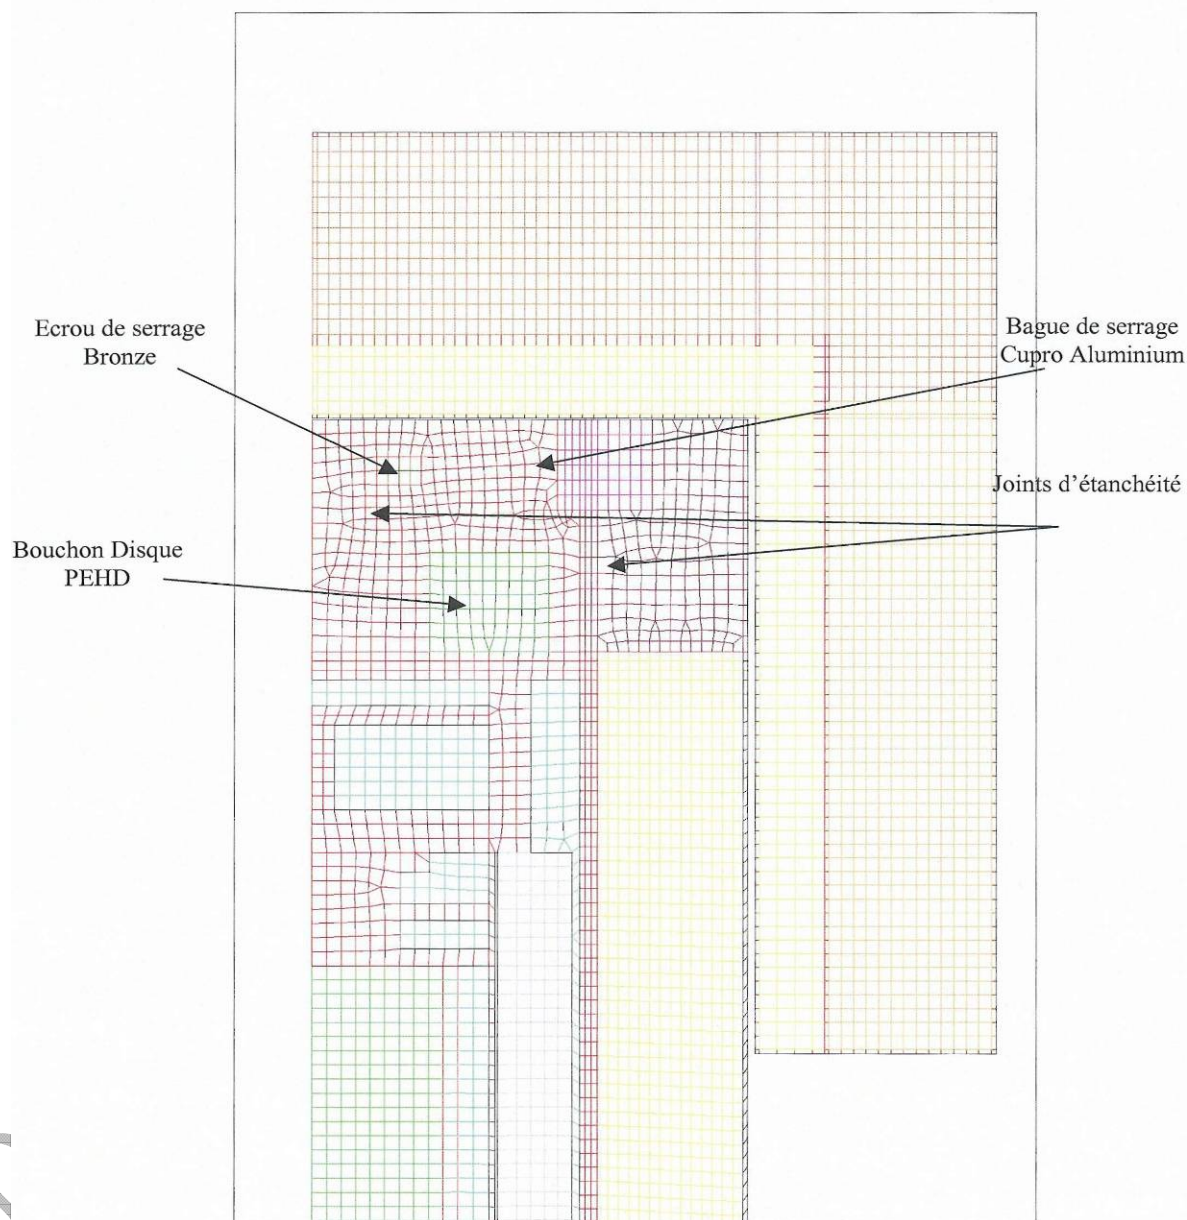 Ecrou de serrage
Bronze
Bague de serrage
Cupro Aluminium
Joints d’étanchéité
Bouchon Disque
PEHD